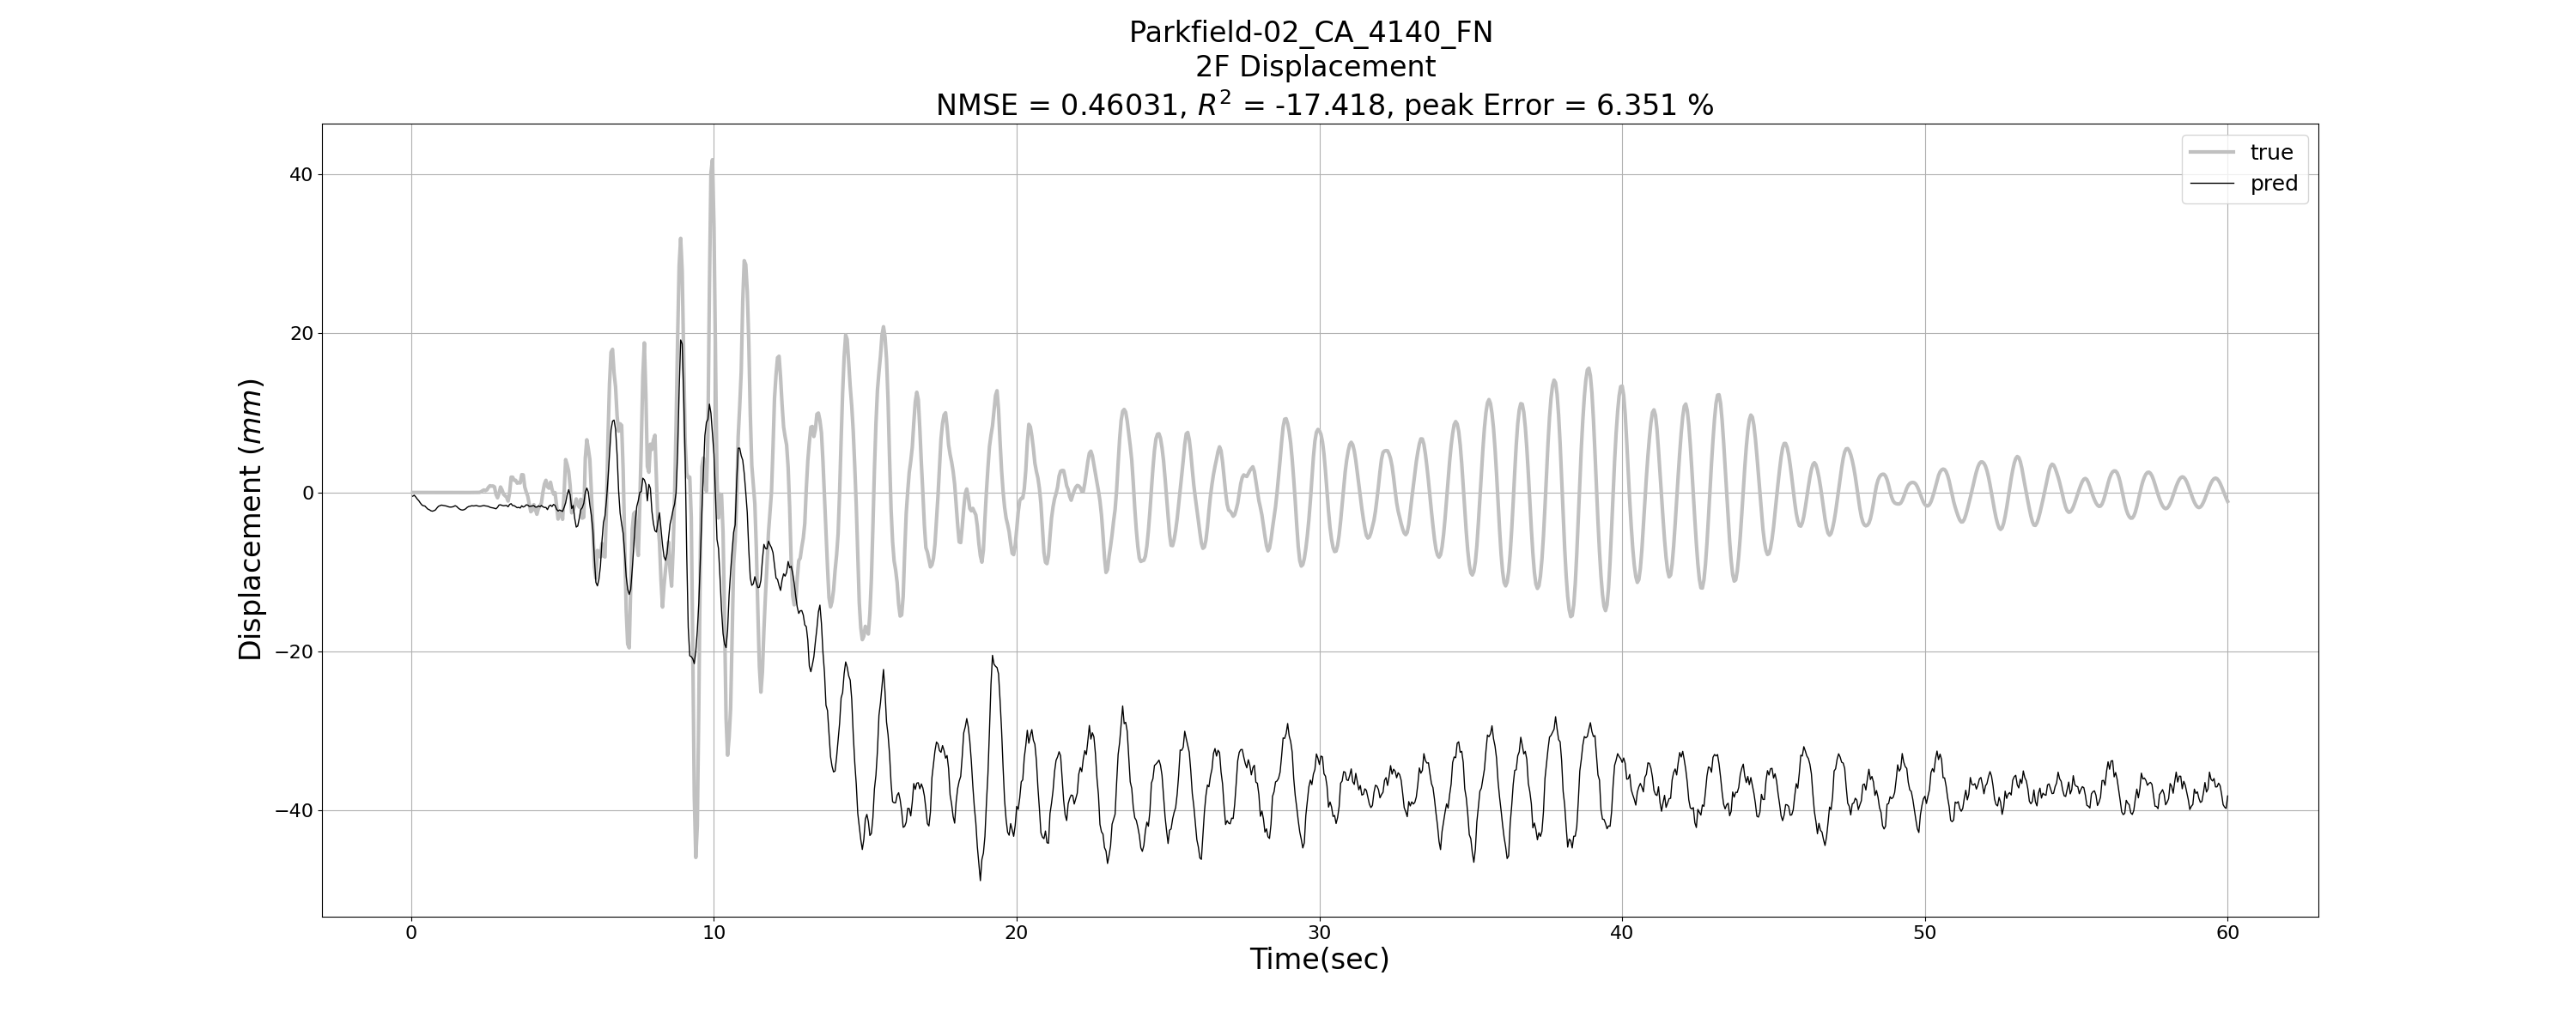 Parkfield-02_CA_4140_FN
2F Displacement
NMSE = 0.46031, R² = -17.418, peak Error = 6.351 %
true
pred
40
20
0
−20
−40
Displacement (mm)
0 10 20 30 40 50 60
Time(sec)